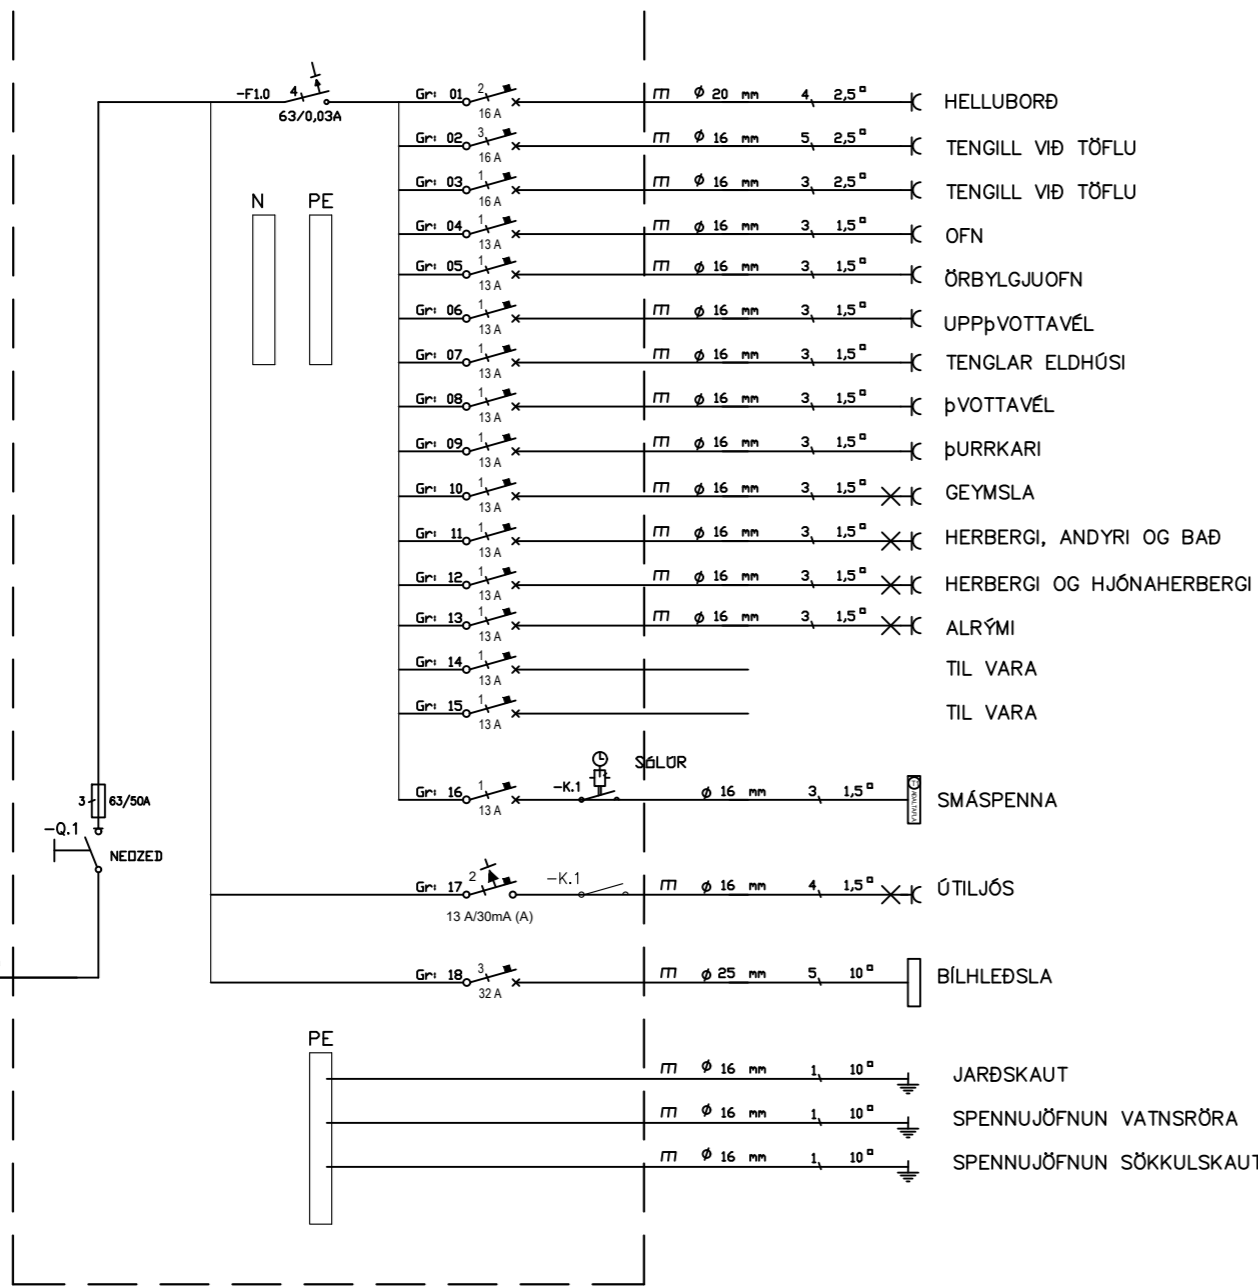 -F1.0 4 63/0,03A
Gr: 01 2 16 A m ϕ 20 mm 4 2,5▫ HELLUBORÐ
Gr: 02 3 16 A m ϕ 16 mm 5 2,5▫ TENGILL VIÐ TÖFLU
Gr: 03 1 16 A m ϕ 16 mm 3 2,5▫ TENGILL VIÐ TÖFLU
N PE
Gr: 04 1 13 A m ϕ 16 mm 3 1,5▫ OFN
Gr: 05 1 13 A m ϕ 16 mm 3 1,5▫ ÖRBYLGJUOFN
Gr: 06 1 13 A m ϕ 16 mm 3 1,5▫ UPPÞVOTTAVÉL
Gr: 07 1 13 A m ϕ 16 mm 3 1,5▫ TENGLAR ELDHÚSI
Gr: 08 1 13 A m ϕ 16 mm 3 1,5▫ ÞVOTTAVÉL
Gr: 09 1 13 A m ϕ 16 mm 3 1,5▫ ÞURRKARI
Gr: 10 1 13 A m ϕ 16 mm 3 1,5▫ GEYMSLA
Gr: 11 1 13 A m ϕ 16 mm 3 1,5▫ HERBERGI, ANDYRI OG BAÐ
Gr: 12 1 13 A m ϕ 16 mm 3 1,5▫ HERBERGI OG HJÓNAHERBERGI
Gr: 13 1 13 A m ϕ 16 mm 3 1,5▫ ALRÝMI
Gr: 14 1 13 A TIL VARA
Gr: 15 1 13 A TIL VARA
SÓLÚR
3 63/50A
Gr: 16 1 13 A -K.1 ϕ 16 mm 3 1,5▫ SMÁSPENNA
-Q.1 NEOZED
Gr: 17 2 13 A/30mA (A) -K.1 m ϕ 16 mm 4 1,5▫ ÚTILJÓS
Gr: 18 3 32 A m ϕ 25 mm 5 10▫ BÍLHLEÐSLA
PE
m ϕ 16 mm 1 10▫ JARÐSKAUT
m ϕ 16 mm 1 10▫ SPENNUJÖFNUN VATNSRÖRA
m ϕ 16 mm 1 10▫ SPENNUJÖFNUN SÖKKULSKAUT